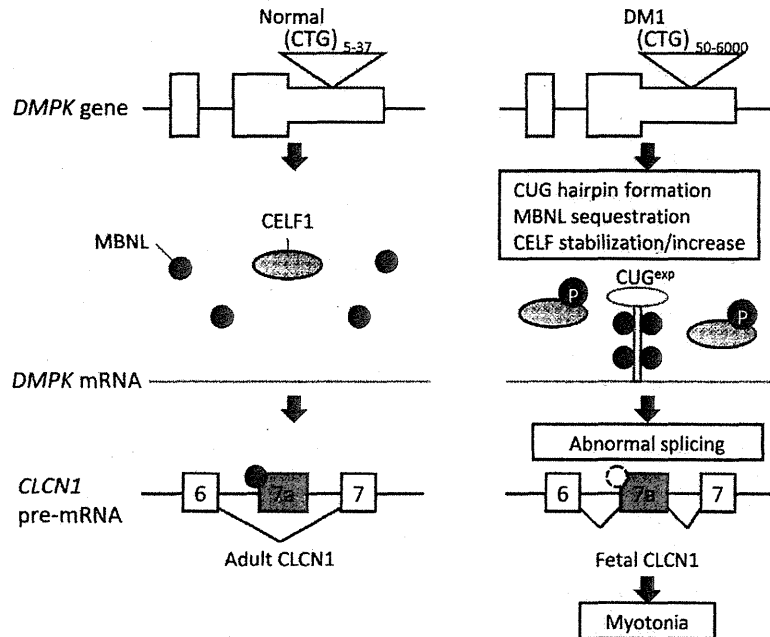 Normal
(CTG) 5-37
DMPK gene
MBNL
CELF1
DMPK mRNA
CLCN1
pre-mRNA
6
7a
7
Adult CLCN1
DM1
(CTG) 50-6000
CUG hairpin formation
MBNL sequestration
CELF stabilization/increase
CUGexp
P
P
Abnormal splicing
6
7a
7
Fetal CLCN1
Myotonia